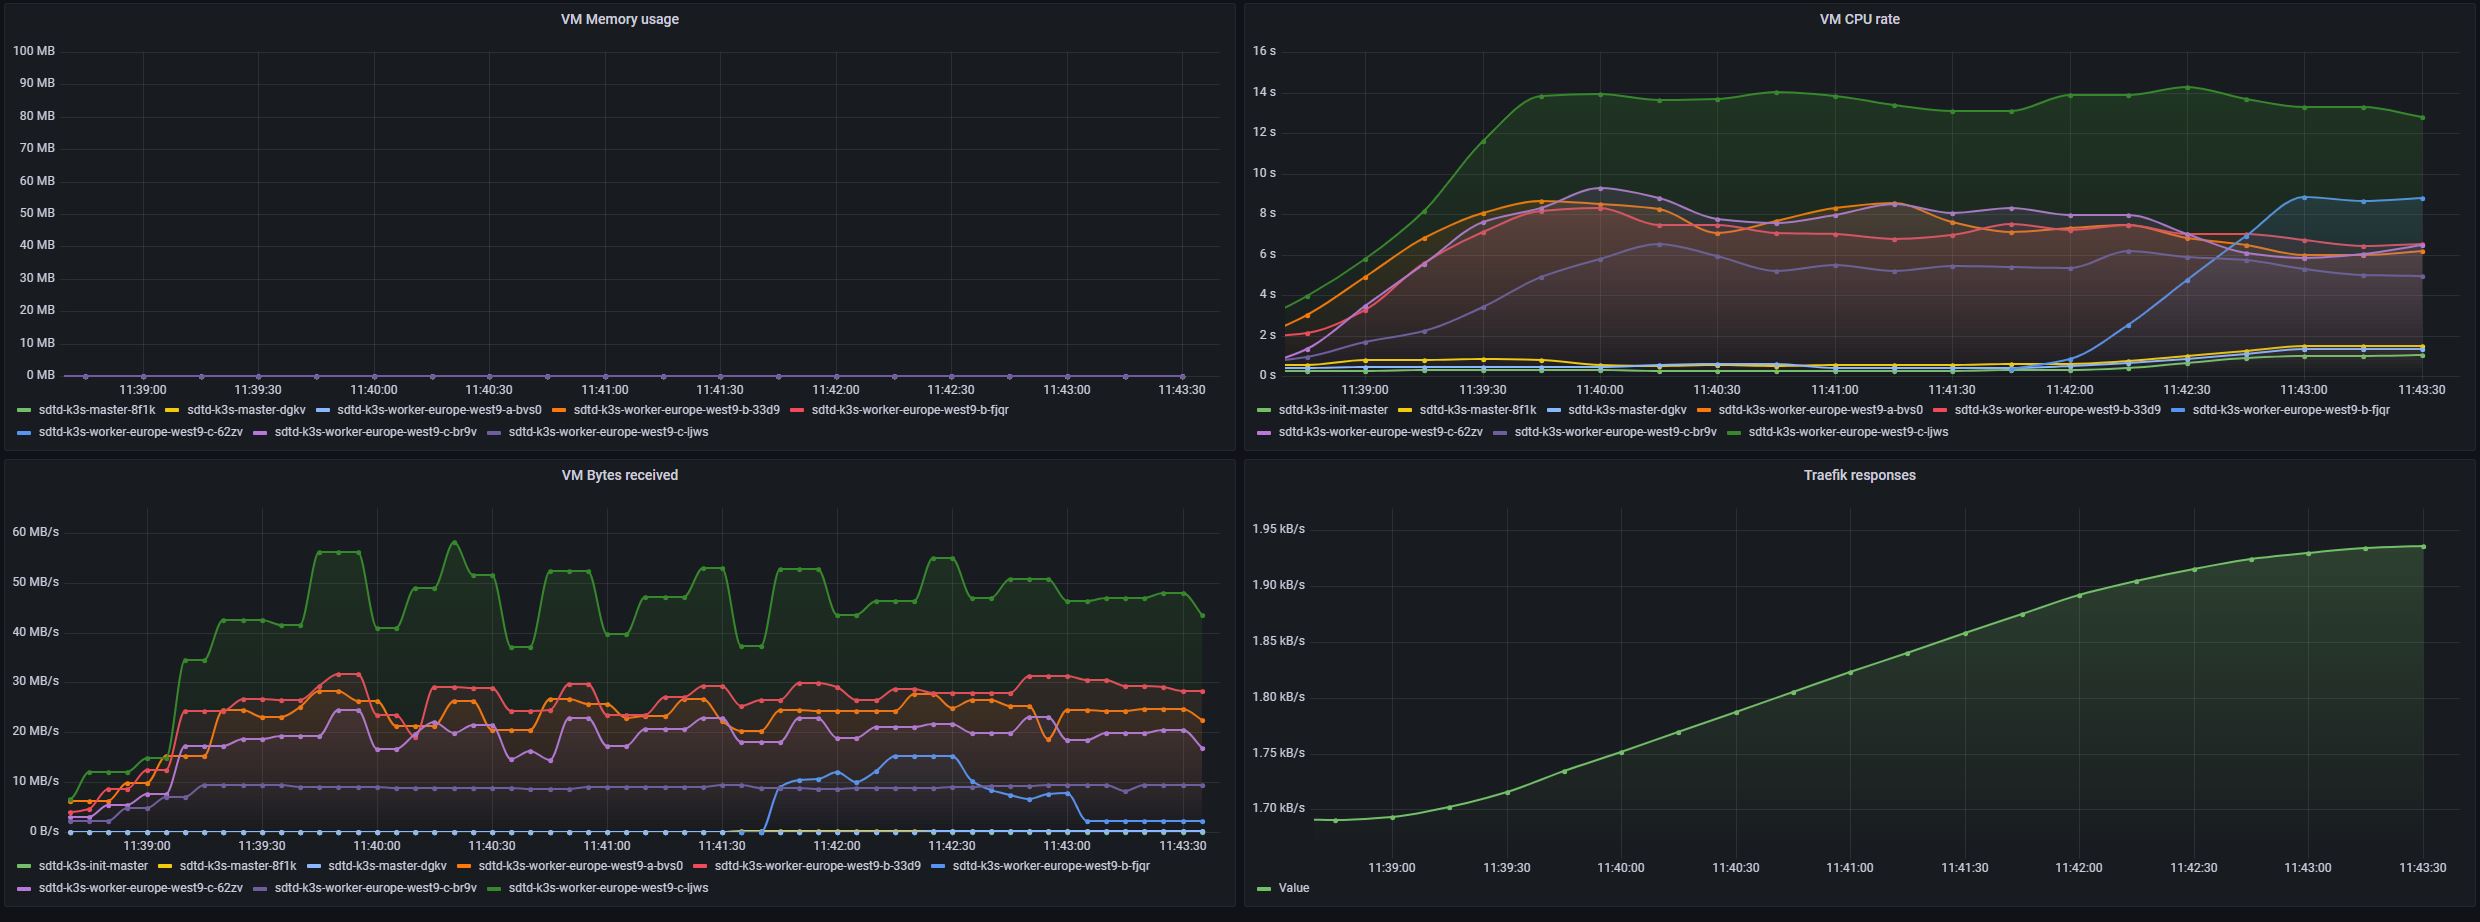 VM Memory usage
100 MB
90 MB
80 MB
70 MB
60 MB
50 MB
40 MB
30 MB
20 MB
10 MB
0 MB
11:39:00 11:39:30 11:40:00 11:40:30 11:41:00 11:41:30 11:42:00 11:42:30 11:43:00 11:43:30
sdtd-k3s-master-8f1k sdtd-k3s-master-dgkv sdtd-k3s-worker-europe-west9-a-bvs0 sdtd-k3s-worker-europe-west9-b-33d9 sdtd-k3s-worker-europe-west9-b-fjqr
sdtd-k3s-worker-europe-west9-c-62zv sdtd-k3s-worker-europe-west9-c-br9v sdtd-k3s-worker-europe-west9-c-ljws
VM CPU rate
16 s
14 s
12 s
10 s
8 s
6 s
4 s
2 s
0 s
11:39:00 11:39:30 11:40:00 11:40:30 11:41:00 11:41:30 11:42:00 11:42:30 11:43:00 11:43:30
sdtd-k3s-init-master sdtd-k3s-master-8f1k sdtd-k3s-master-dgkv sdtd-k3s-worker-europe-west9-a-bvs0 sdtd-k3s-worker-europe-west9-b-33d9 sdtd-k3s-worker-europe-west9-b-fjqr
sdtd-k3s-worker-europe-west9-c-62zv sdtd-k3s-worker-europe-west9-c-br9v sdtd-k3s-worker-europe-west9-c-ljws
VM Bytes received
60 MB/s
50 MB/s
40 MB/s
30 MB/s
20 MB/s
10 MB/s
0 B/s
11:39:00 11:39:30 11:40:00 11:40:30 11:41:00 11:41:30 11:42:00 11:42:30 11:43:00 11:43:30
sdtd-k3s-init-master sdtd-k3s-master-8f1k sdtd-k3s-master-dgkv sdtd-k3s-worker-europe-west9-a-bvs0 sdtd-k3s-worker-europe-west9-b-33d9 sdtd-k3s-worker-europe-west9-b-fjqr
sdtd-k3s-worker-europe-west9-c-62zv sdtd-k3s-worker-europe-west9-c-br9v sdtd-k3s-worker-europe-west9-c-ljws
Traefik responses
1.95 kB/s
1.90 kB/s
1.85 kB/s
1.80 kB/s
1.75 kB/s
1.70 kB/s
11:39:00 11:39:30 11:40:00 11:40:30 11:41:00 11:41:30 11:42:00 11:42:30 11:43:00 11:43:30
Value